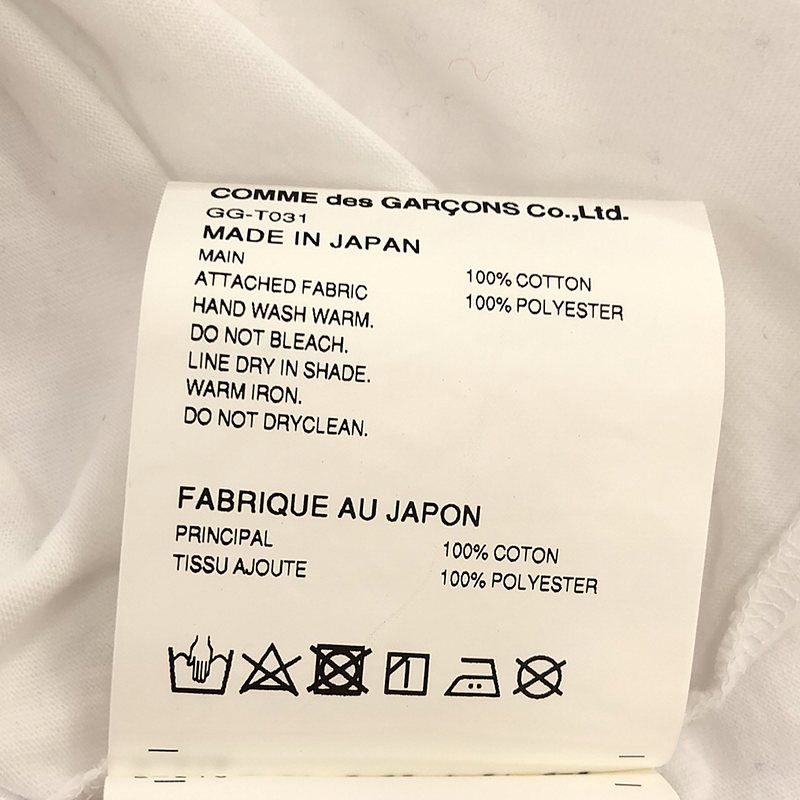 COMME des GARÇONS Co.,Ltd.
GG-T031
MADE IN JAPAN
MAIN 100% COTTON
ATTACHED FABRIC 100% POLYESTER
HAND WASH WARM.
DO NOT BLEACH.
LINE DRY IN SHADE.
WARM IRON.
DO NOT DRYCLEAN.
FABRIQUE AU JAPON
PRINCIPAL 100% COTON
TISSU AJOUTE 100% POLYESTER